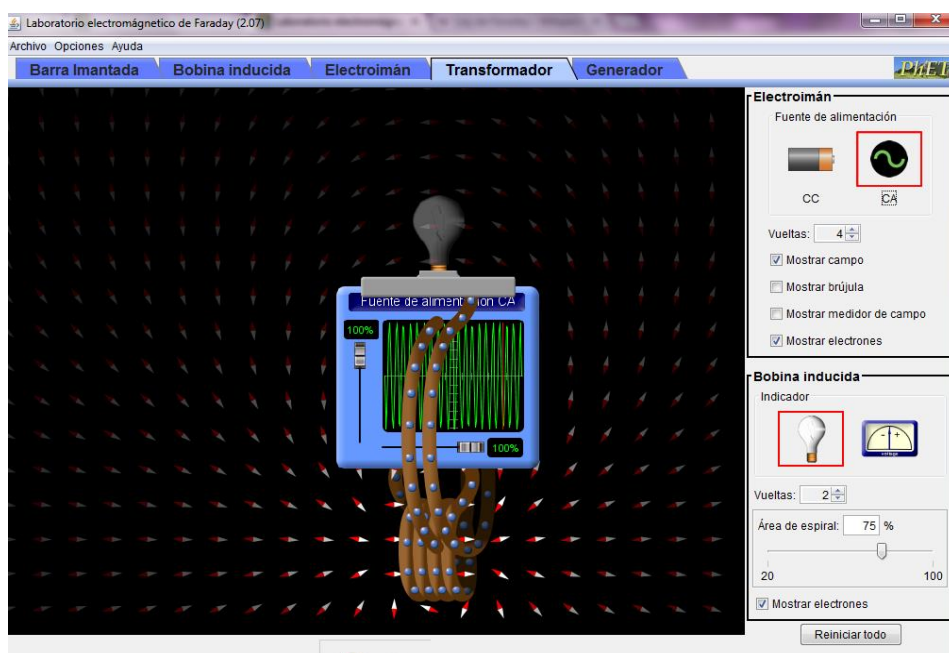 Laboratorio electromágnetico de Faraday (2.07)
Archivo Opciones Ayuda
Barra Imantada Bobina inducida Electroimán Transformador Generador
PhET
Electroimán
Fuente de alimentación
CC CA
Vueltas: 4
Mostrar campo
Mostrar brújula
Mostrar medidor de campo
Mostrar electrones
Fuente de alimentación CA
100%
100%
Bobina inducida
Indicador
voltage
Vueltas: 2
Área de espiral: 75 %
20 100
Mostrar electrones
Reiniciar todo